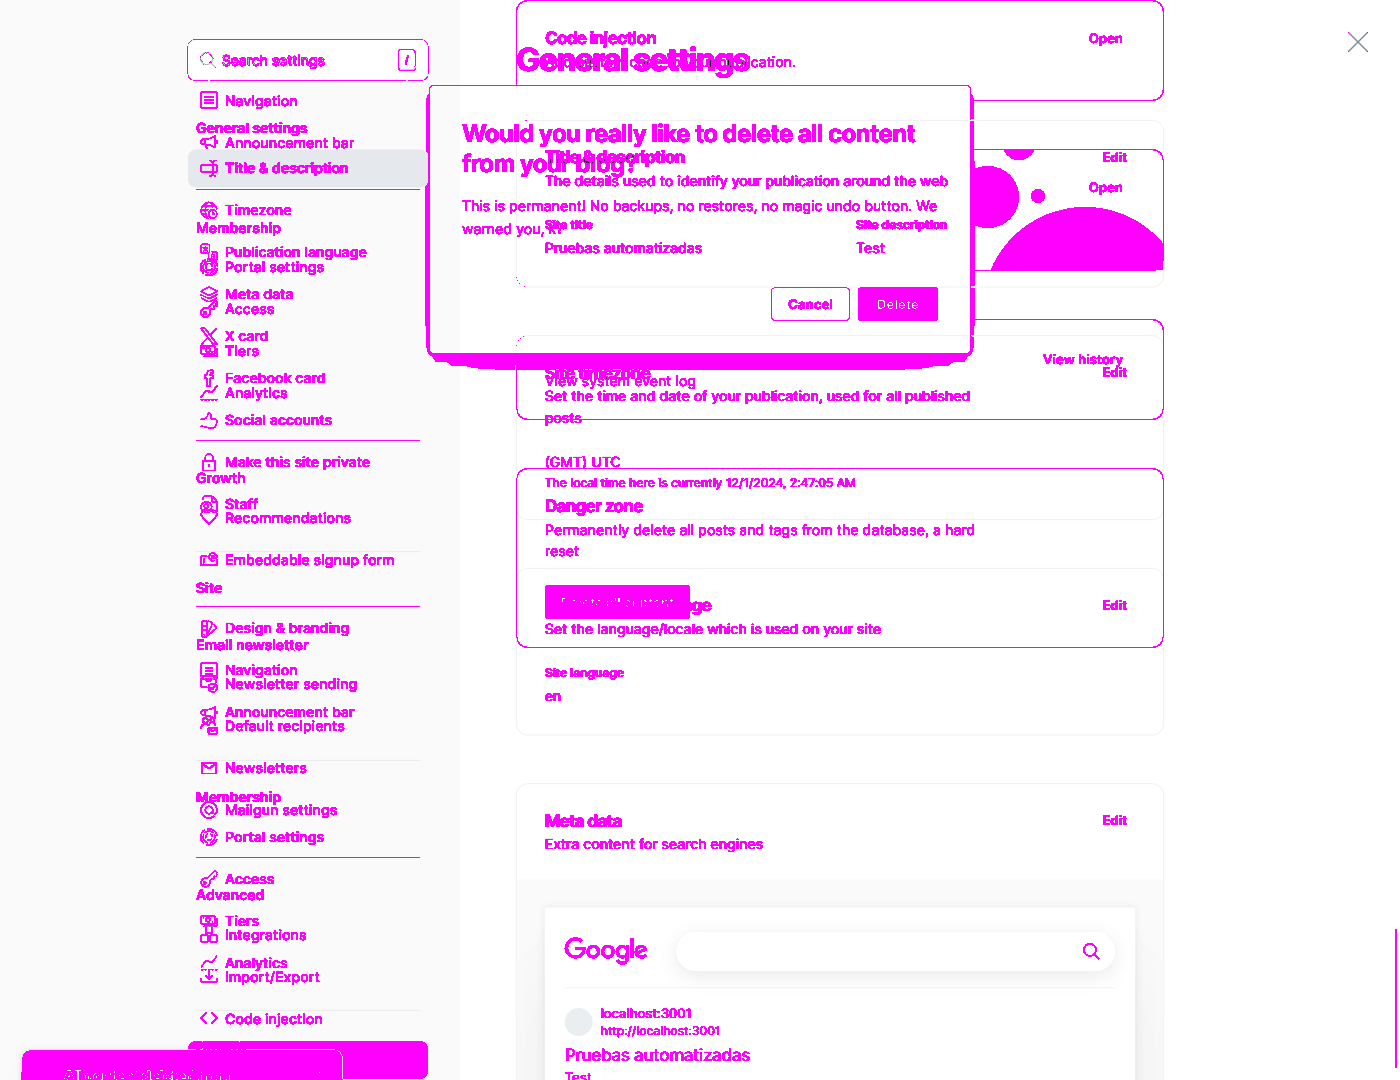 Search settings
/
Navigation
General settings
Announcement bar
Title & description
Timezone
Membership
Publication language
Portal settings
Meta data
Access
X card
Tiers
Facebook card
Analytics
Social accounts
Make this site private
Growth
Staff
Recommendations
Embeddable signup form
Site
Design & branding
Email newsletter
Navigation
Newsletter sending
Announcement bar
Default recipients
Newsletters
Membership
Mailgun settings
Portal settings
Access
Advanced
Tiers
Integrations
Analytics
Import/Export
Code injection
Code injection
Open
General settings
Would you really like to delete all content
from your blog?
Title & description
Edit
The details used to identify your publication around the web
Open
This is permanent! No backups, no restores, no magic undo button. We
warned you, k?
Site title
Site description
Pruebas automatizadas
Test
Cancel
Delete
View history
Site timezone
Edit
View system event log
Set the time and date of your publication, used for all published
posts
(GMT) UTC
The local time here is currently 12/1/2024, 2:47:05 AM
Danger zone
Permanently delete all posts and tags from the database, a hard
reset
Edit
Set the language/locale which is used on your site
Site language
en
Meta data
Edit
Extra content for search engines
Google
localhost:3001
http://localhost:3001
Pruebas automatizadas
Test